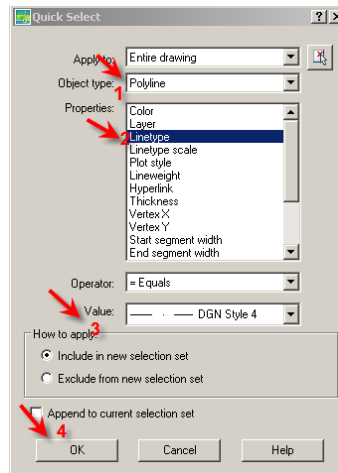 Quick Select
Apply to: Entire drawing
Object type: Polyline
1
Properties: Color
Layer
2 Linetype
Linetype scale
Plot style
Lineweight
Hyperlink
Thickness
Vertex X
Vertex Y
Start segment width
End segment width
Operator: = Equals
Value: DGN Style 4
3
How to apply:
Include in new selection set
Exclude from new selection set
Append to current selection set
4
OK Cancel Help